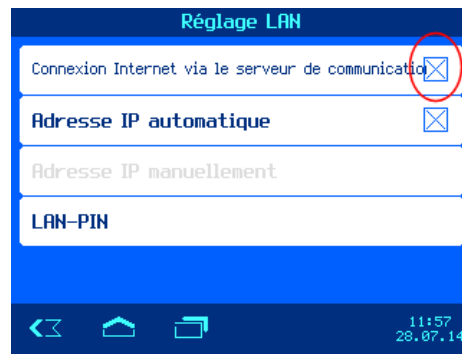 Réglage LAN
Connexion Internet via le serveur de communicatio
Adresse IP automatique
Adresse IP manuellement
LAN-PIN
11:57
28.07.14